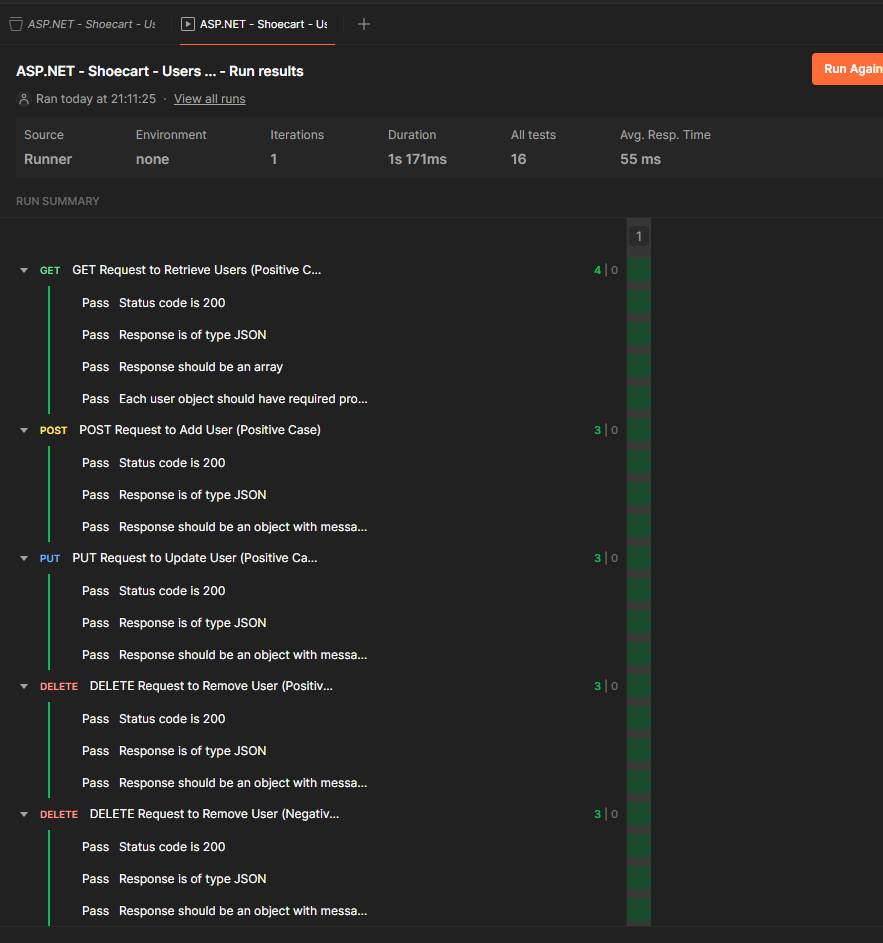 ASP.NET - Shoecart - Us ASP.NET - Shoecart - Us
ASP.NET - Shoecart - Users ... - Run results
Run Again
Ran today at 21:11:25 · View all runs
Source Environment Iterations Duration All tests Avg. Resp. Time
Runner none 1 1s 171ms 16 55 ms
RUN SUMMARY
1
GET GET Request to Retrieve Users (Positive C... 4 | 0
Pass Status code is 200
Pass Response is of type JSON
Pass Response should be an array
Pass Each user object should have required pro...
POST POST Request to Add User (Positive Case) 3 | 0
Pass Status code is 200
Pass Response is of type JSON
Pass Response should be an object with messa...
PUT PUT Request to Update User (Positive Ca... 3 | 0
Pass Status code is 200
Pass Response is of type JSON
Pass Response should be an object with messa...
DELETE DELETE Request to Remove User (Positiv... 3 | 0
Pass Status code is 200
Pass Response is of type JSON
Pass Response should be an object with messa...
DELETE DELETE Request to Remove User (Negativ... 3 | 0
Pass Status code is 200
Pass Response is of type JSON
Pass Response should be an object with messa...